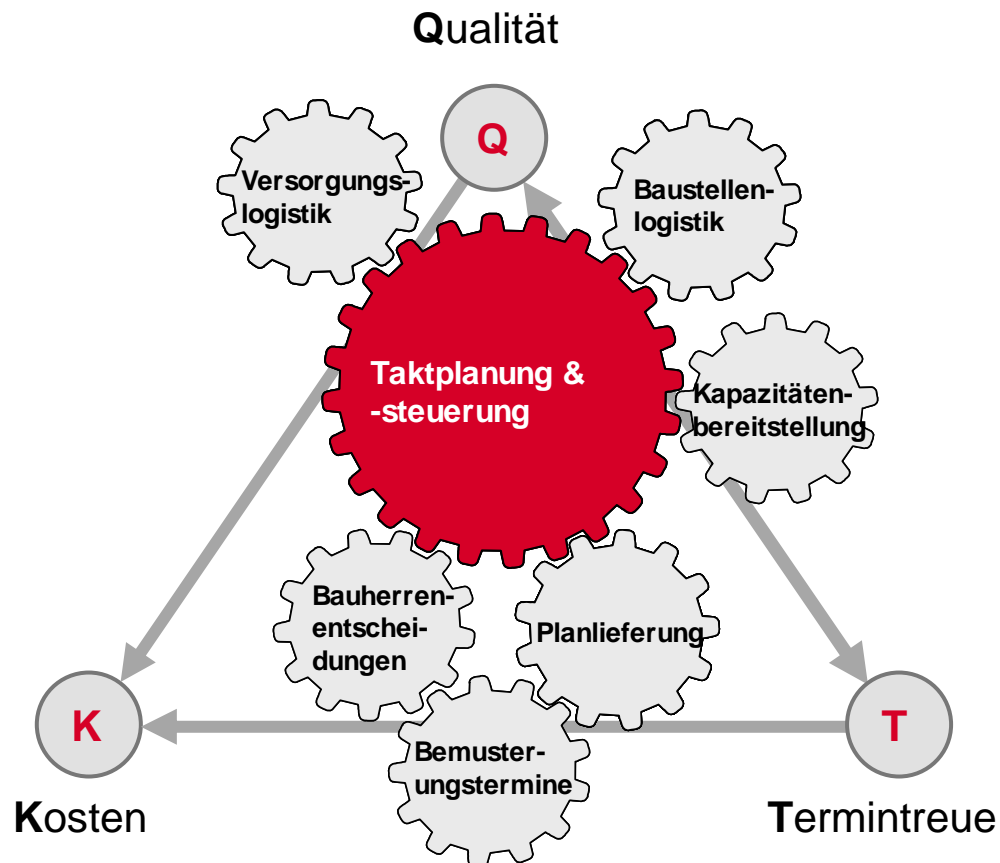 Qualität
Q
Versorgungs-
logistik
Baustellen-
logistik
Taktplanung &
-steuerung
Kapazitäten-
bereitstellung
Bauherren-
entschei-
dungen
Planlieferung
Bemuster-
ungstermine
K
T
Kosten
Termintreue